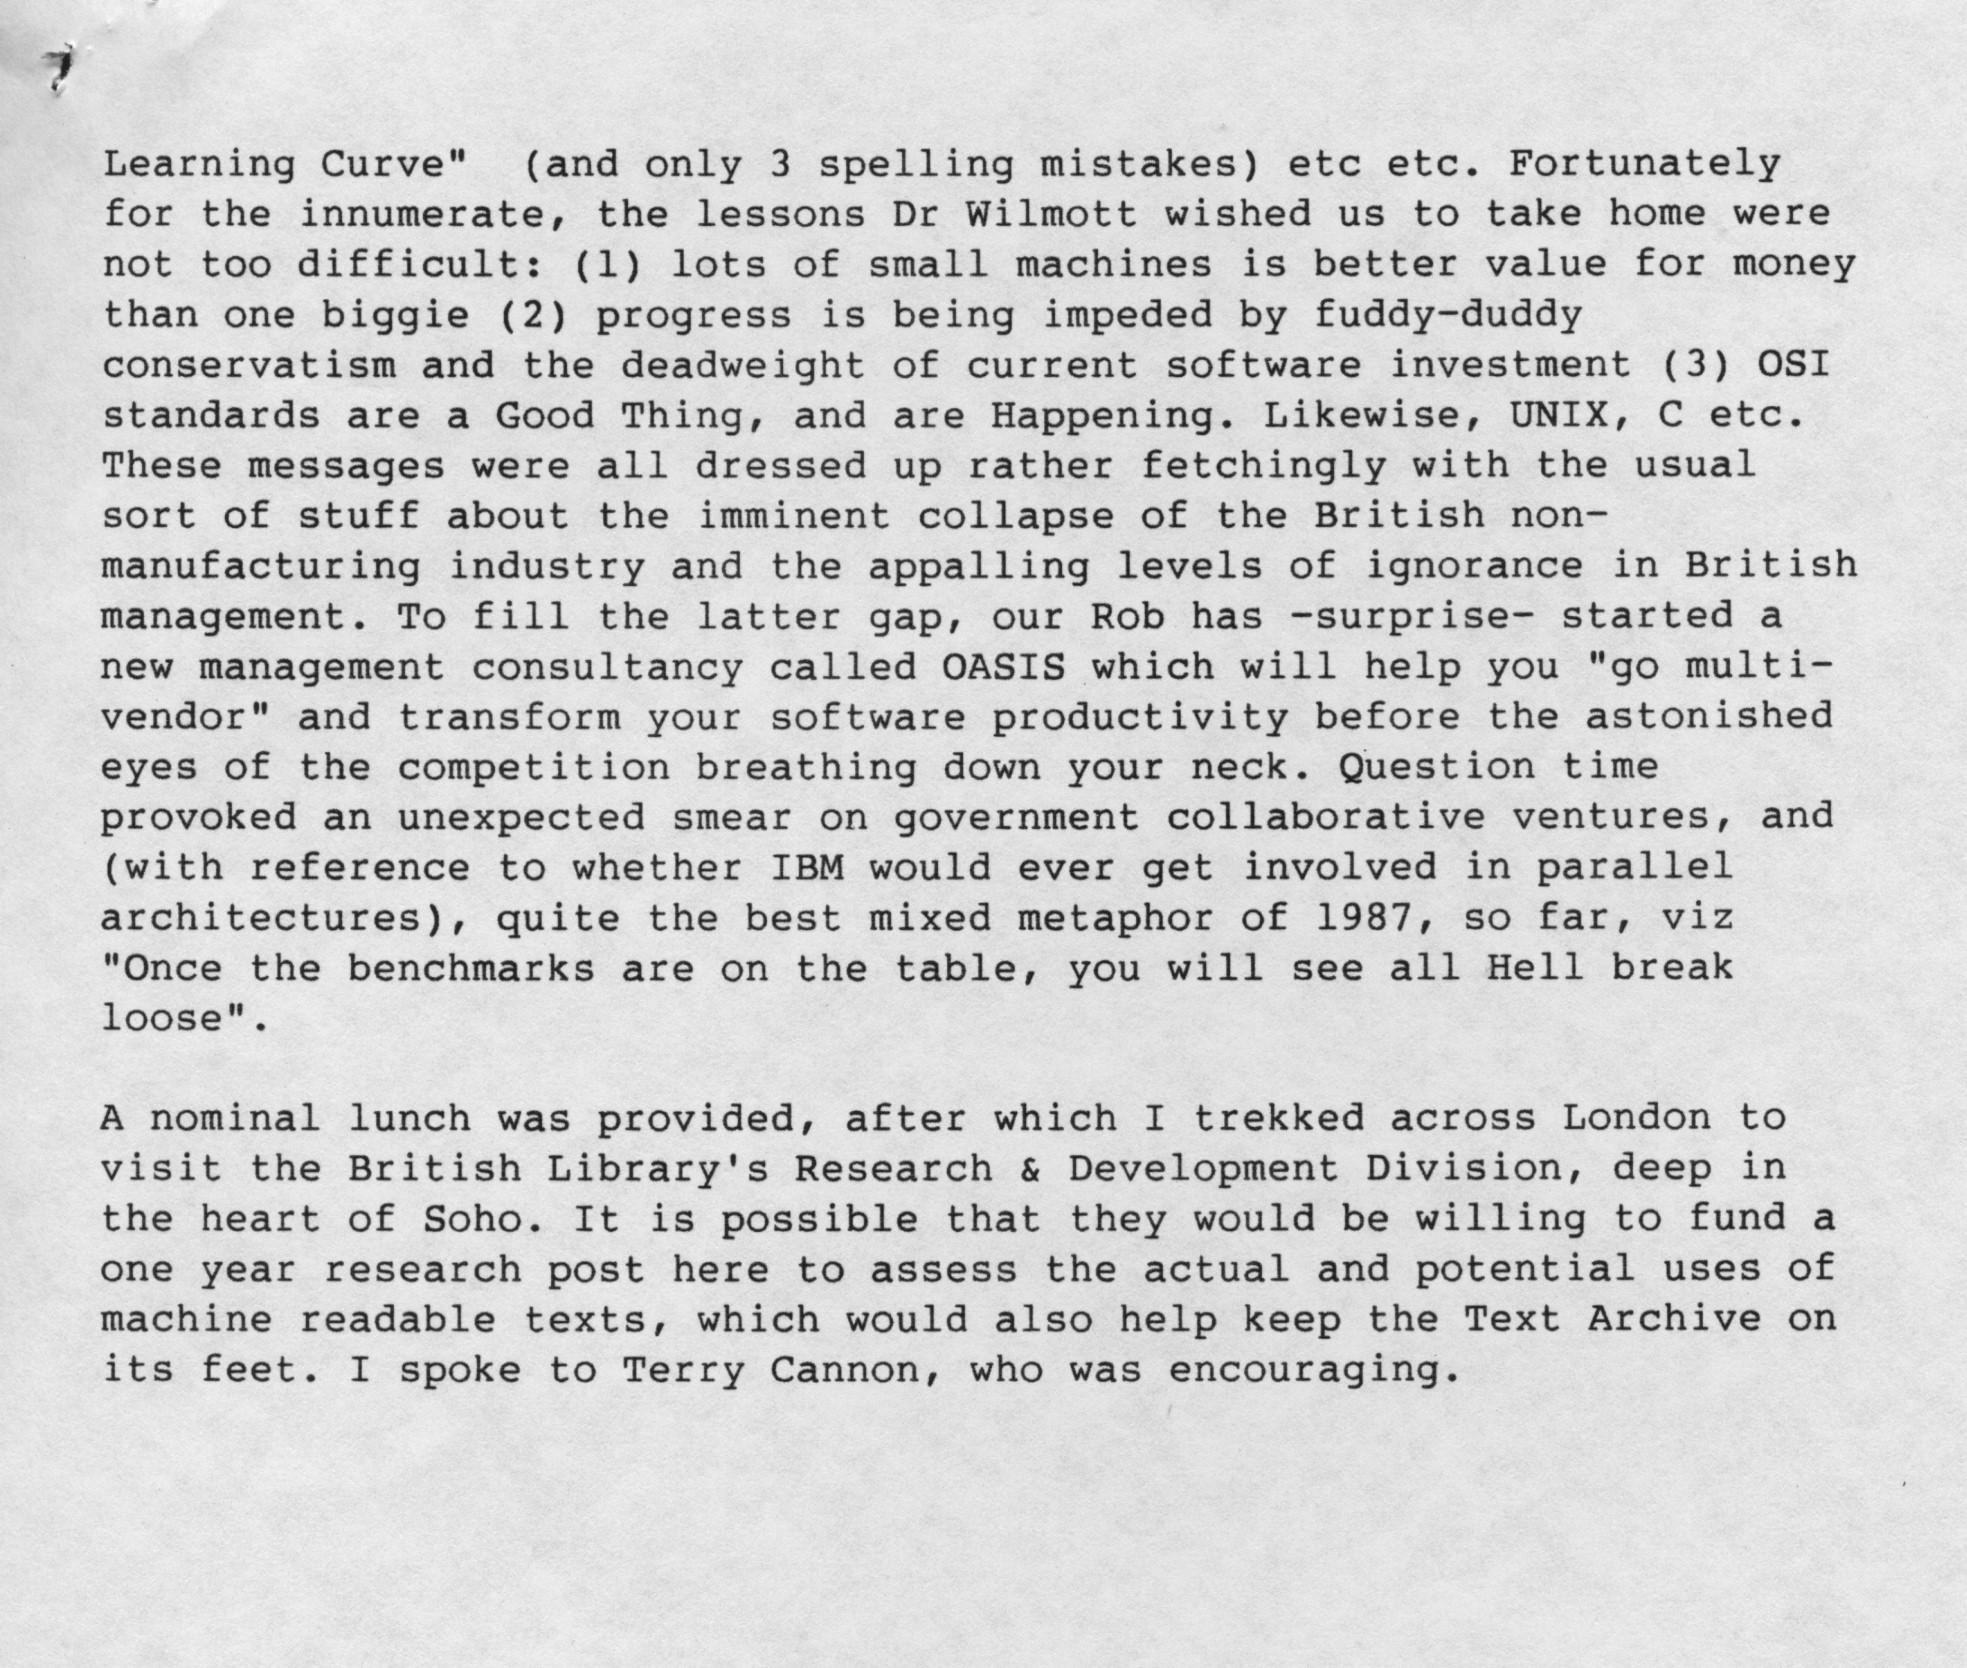 Learning Curve"  (and only 3 spelling mistakes) etc etc. Fortunately
for the innumerate, the lessons Dr Wilmott wished us to take home were
not too difficult: (1) lots of small machines is better value for money
than one biggie (2) progress is being impeded by fuddy-duddy
conservatism and the deadweight of current software investment (3) OSI
standards are a Good Thing, and are Happening. Likewise, UNIX, C etc.
These messages were all dressed up rather fetchingly with the usual
sort of stuff about the imminent collapse of the British non-
manufacturing industry and the appalling levels of ignorance in British
management. To fill the latter gap, our Rob has -surprise- started a
new management consultancy called OASIS which will help you "go multi-
vendor" and transform your software productivity before the astonished
eyes of the competition breathing down your neck. Question time
provoked an unexpected smear on government collaborative ventures, and
(with reference to whether IBM would ever get involved in parallel
architectures), quite the best mixed metaphor of 1987, so far, viz
"Once the benchmarks are on the table, you will see all Hell break
loose".

A nominal lunch was provided, after which I trekked across London to
visit the British Library's Research & Development Division, deep in
the heart of Soho. It is possible that they would be willing to fund a
one year research post here to assess the actual and potential uses of
machine readable texts, which would also help keep the Text Archive on
its feet. I spoke to Terry Cannon, who was encouraging.